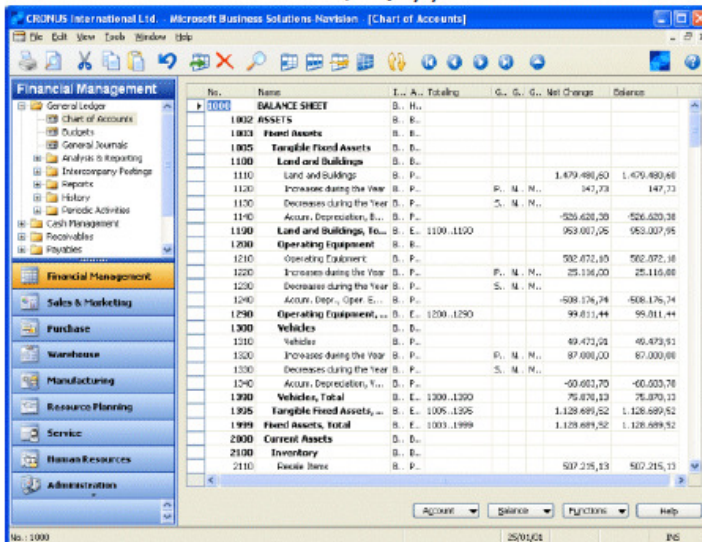 CRONUS International Ltd. - Microsoft Business Solutions-Navision - [Chart of Accounts]
File Edit View Tools Window Help
Financial Management
General Ledger
Chart of Accounts
Budgets
General Journals
Analysis & Reporting
Intercompany Postings
Reports
History
Periodic Activities
Cash Management
Receivables
Payables
Financial Management
Sales & Marketing
Purchase
Warehouse
Manufacturing
Resource Planning
Service
Human Resources
Administration
No. Name I... A... Totaling G.. G.. G.. Net Change Balance
1000 BALANCE SHEET B.. H..
1002 ASSETS B.. B..
1003 Fixed Assets B.. B..
1005 Tangible Fixed Assets B.. B..
1100 Land and Buildings B.. B..
1110 Land and Buildings B.. P.. 1.479.480,60 1.479.480,60
1120 Increases during the Year B.. P.. P.. N.. N.. 147,73 147,73
1130 Decreases during the Year B.. P.. S.. N.. N..
1140 Accum. Depreciation, B... B.. P.. -526.620,38 -526.620,38
1190 Land and Buildings, To... B.. E.. 1100..1190 953.007,95 953.007,95
1200 Operating Equipment B.. B..
1210 Operating Equipment B.. P.. 582.872,18 582.872,18
1220 Increases during the Year B.. P.. P.. N.. N.. 25.116,00 25.116,00
1230 Decreases during the Year B.. P.. S.. N.. N..
1240 Accum. Depr., Oper. E... B.. P.. -508.176,74 -508.176,74
1290 Operating Equipment, ... B.. E.. 1200..1290 99.811,44 99.811,44
1300 Vehicles B.. B..
1310 Vehicles B.. P.. 49.473,91 49.473,91
1320 Increases during the Year B.. P.. P.. N.. N.. 87.000,00 87.000,00
1330 Decreases during the Year B.. P.. S.. N.. N..
1340 Accum. Depreciation, V... B.. P.. -60.603,78 -60.603,78
1390 Vehicles, Total B.. E.. 1300..1390 75.870,13 75.870,13
1395 Tangible Fixed Assets, ... B.. E.. 1005..1395 1.128.689,52 1.128.689,52
1999 Fixed Assets, Total B.. E.. 1003..1999 1.128.689,52 1.128.689,52
2000 Current Assets B.. B..
2100 Inventory B.. B..
2110 Resale Items B.. P.. 507.215,13 507.215,13
Account Balance Functions Help
No.: 1000 25/01/01 INS